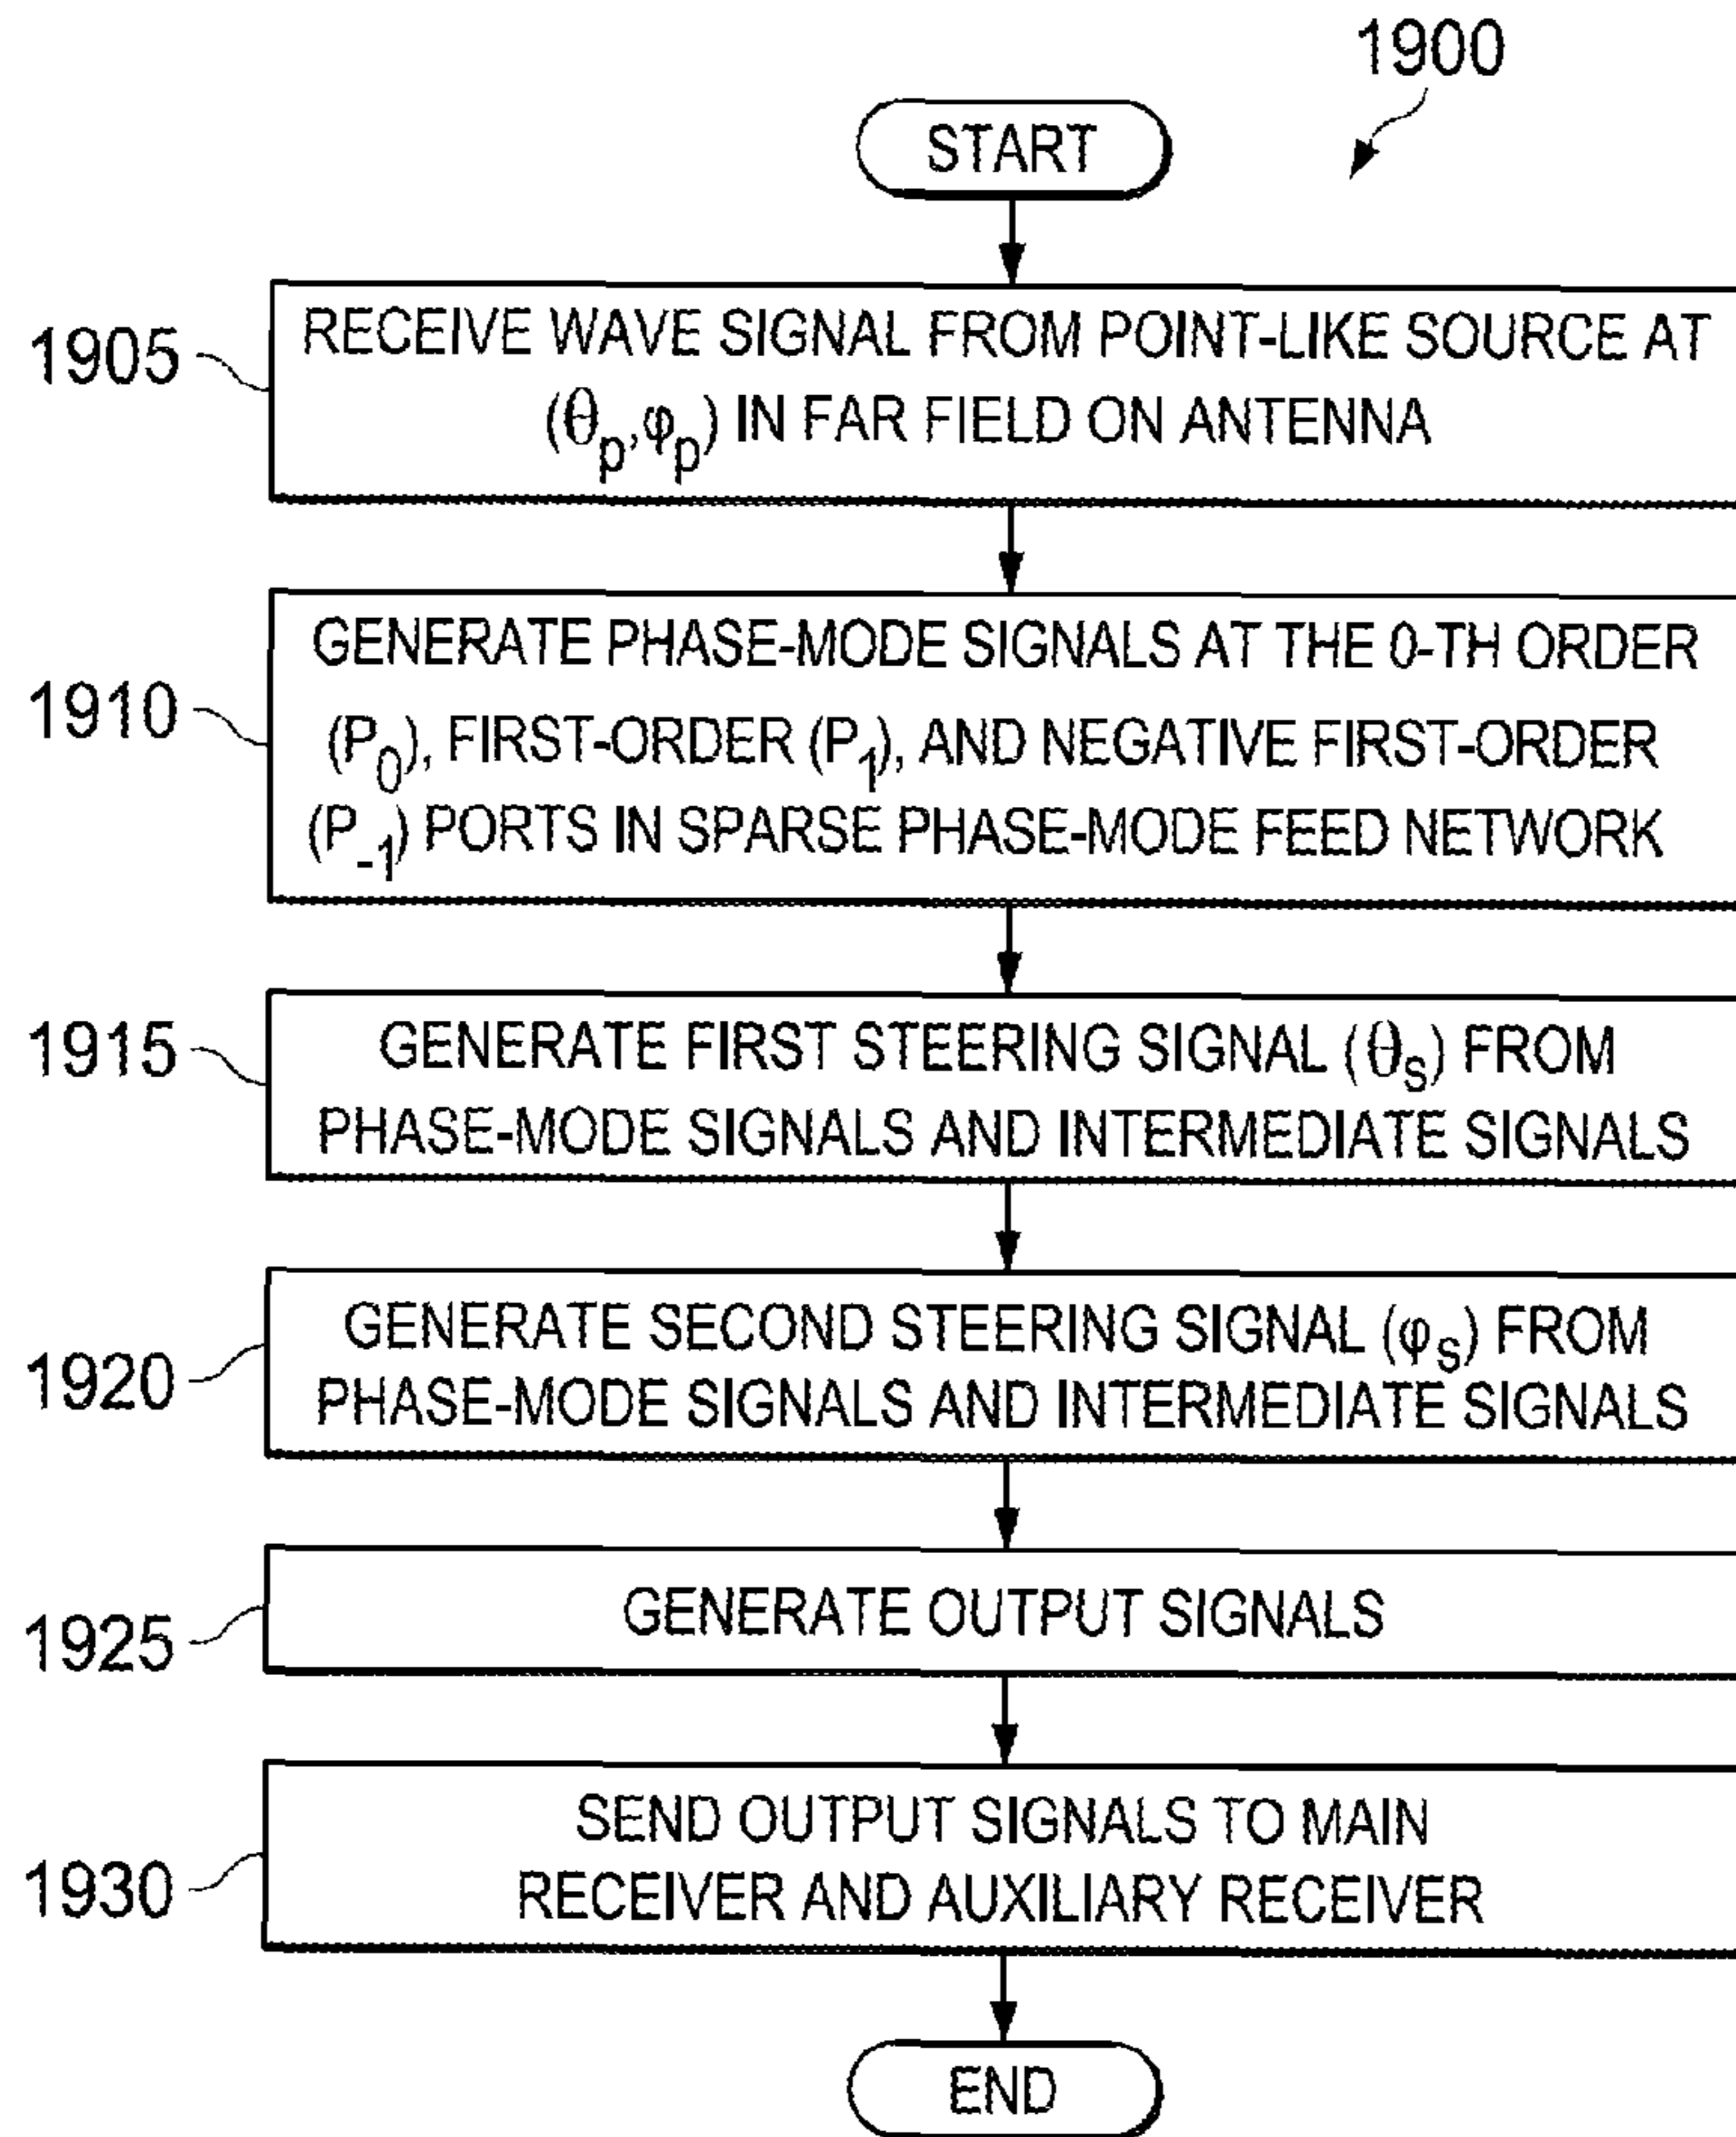 1900
START
1905
RECEIVE WAVE SIGNAL FROM POINT-LIKE SOURCE AT
(θp,φp) IN FAR FIELD ON ANTENNA
1910
GENERATE PHASE-MODE SIGNALS AT THE 0-TH ORDER
(P0), FIRST-ORDER (P1), AND NEGATIVE FIRST-ORDER
(P-1) PORTS IN SPARSE PHASE-MODE FEED NETWORK
1915
GENERATE FIRST STEERING SIGNAL (θs) FROM
PHASE-MODE SIGNALS AND INTERMEDIATE SIGNALS
1920
GENERATE SECOND STEERING SIGNAL (φs) FROM
PHASE-MODE SIGNALS AND INTERMEDIATE SIGNALS
1925
GENERATE OUTPUT SIGNALS
1930
SEND OUTPUT SIGNALS TO MAIN
RECEIVER AND AUXILIARY RECEIVER
END